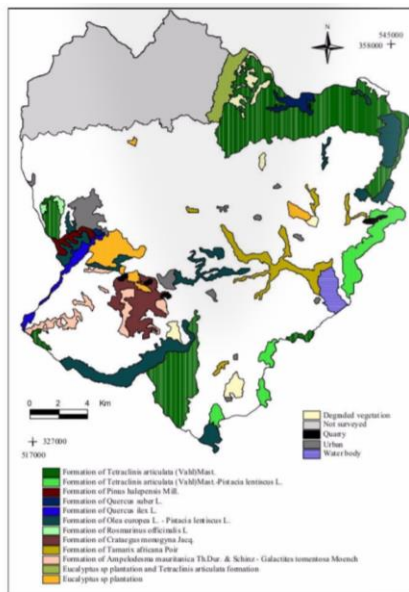 N
545000
358000
0 2 4 Km
327000
517000
Degraded vegetation
Not surveyed
Quarry
Urban
Water body
Formation of Tetraclinis articulata (Vahl)Mast.
Formation of Tetraclinis articulata (Vahl)Mast.-Pistacia lentiscus L.
Formation of Pinus halepensis Mill.
Formation of Quercus suber L.
Formation of Quercus ilex L.
Formation of Olea europea L. - Pistacia lentiscus L.
Formation of Rosmarinus officinalis L
Formation of Crataegus monogyna Jacq.
Formation of Tamarix africana Poir
Formation of Ampelodesma mauritanica Th.Dur. & Schinz - Galactites tomentosa Moench
Eucalyptus sp plantation and Tetraclinis articulata formation
Eucalyptus sp plantation